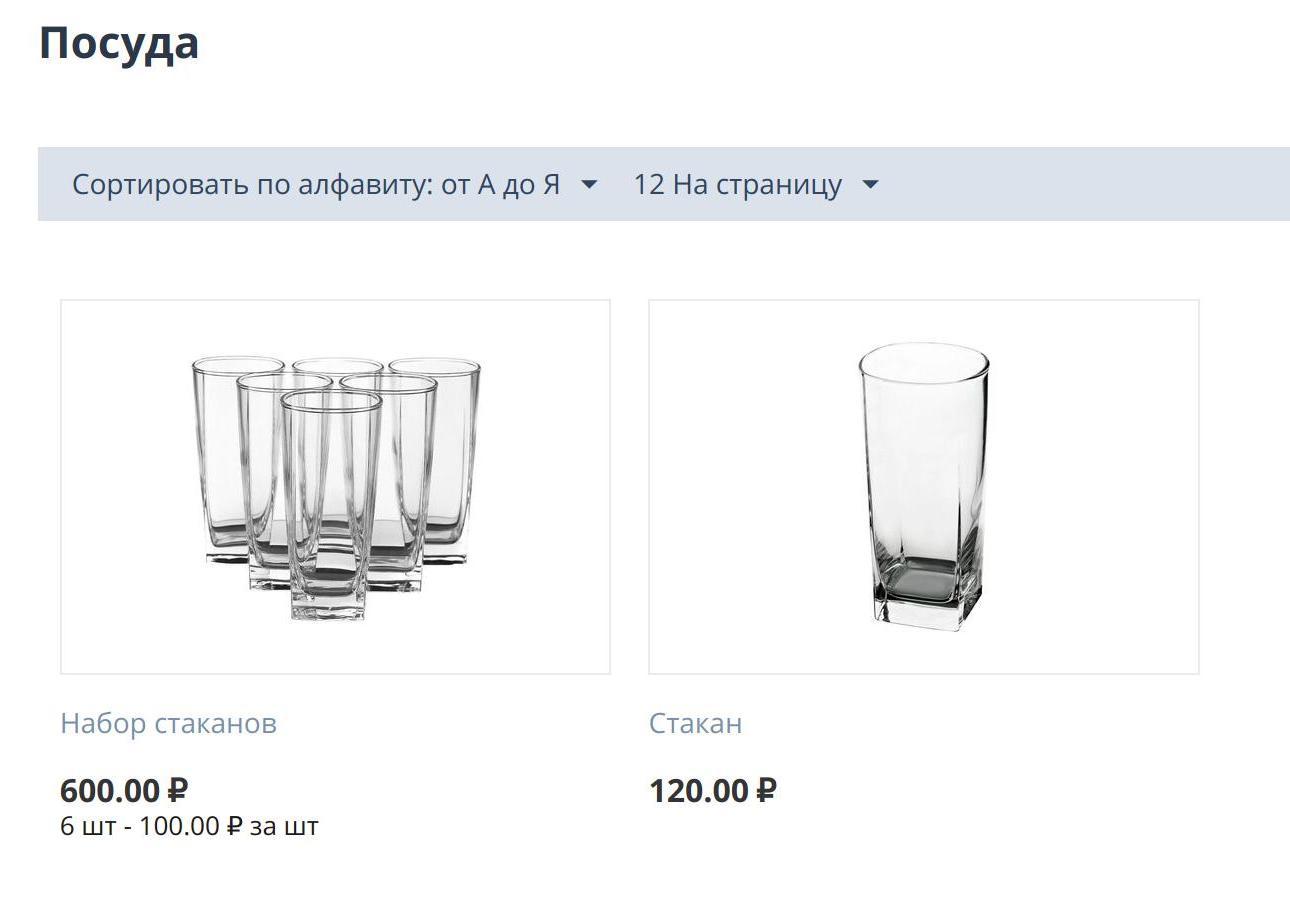 Посуда
Сортировать по алфавиту: от А до Я 12 На страницу
Набор стаканов
600.00 ₽
6 шт - 100.00 ₽ за шт
Стакан
120.00 ₽